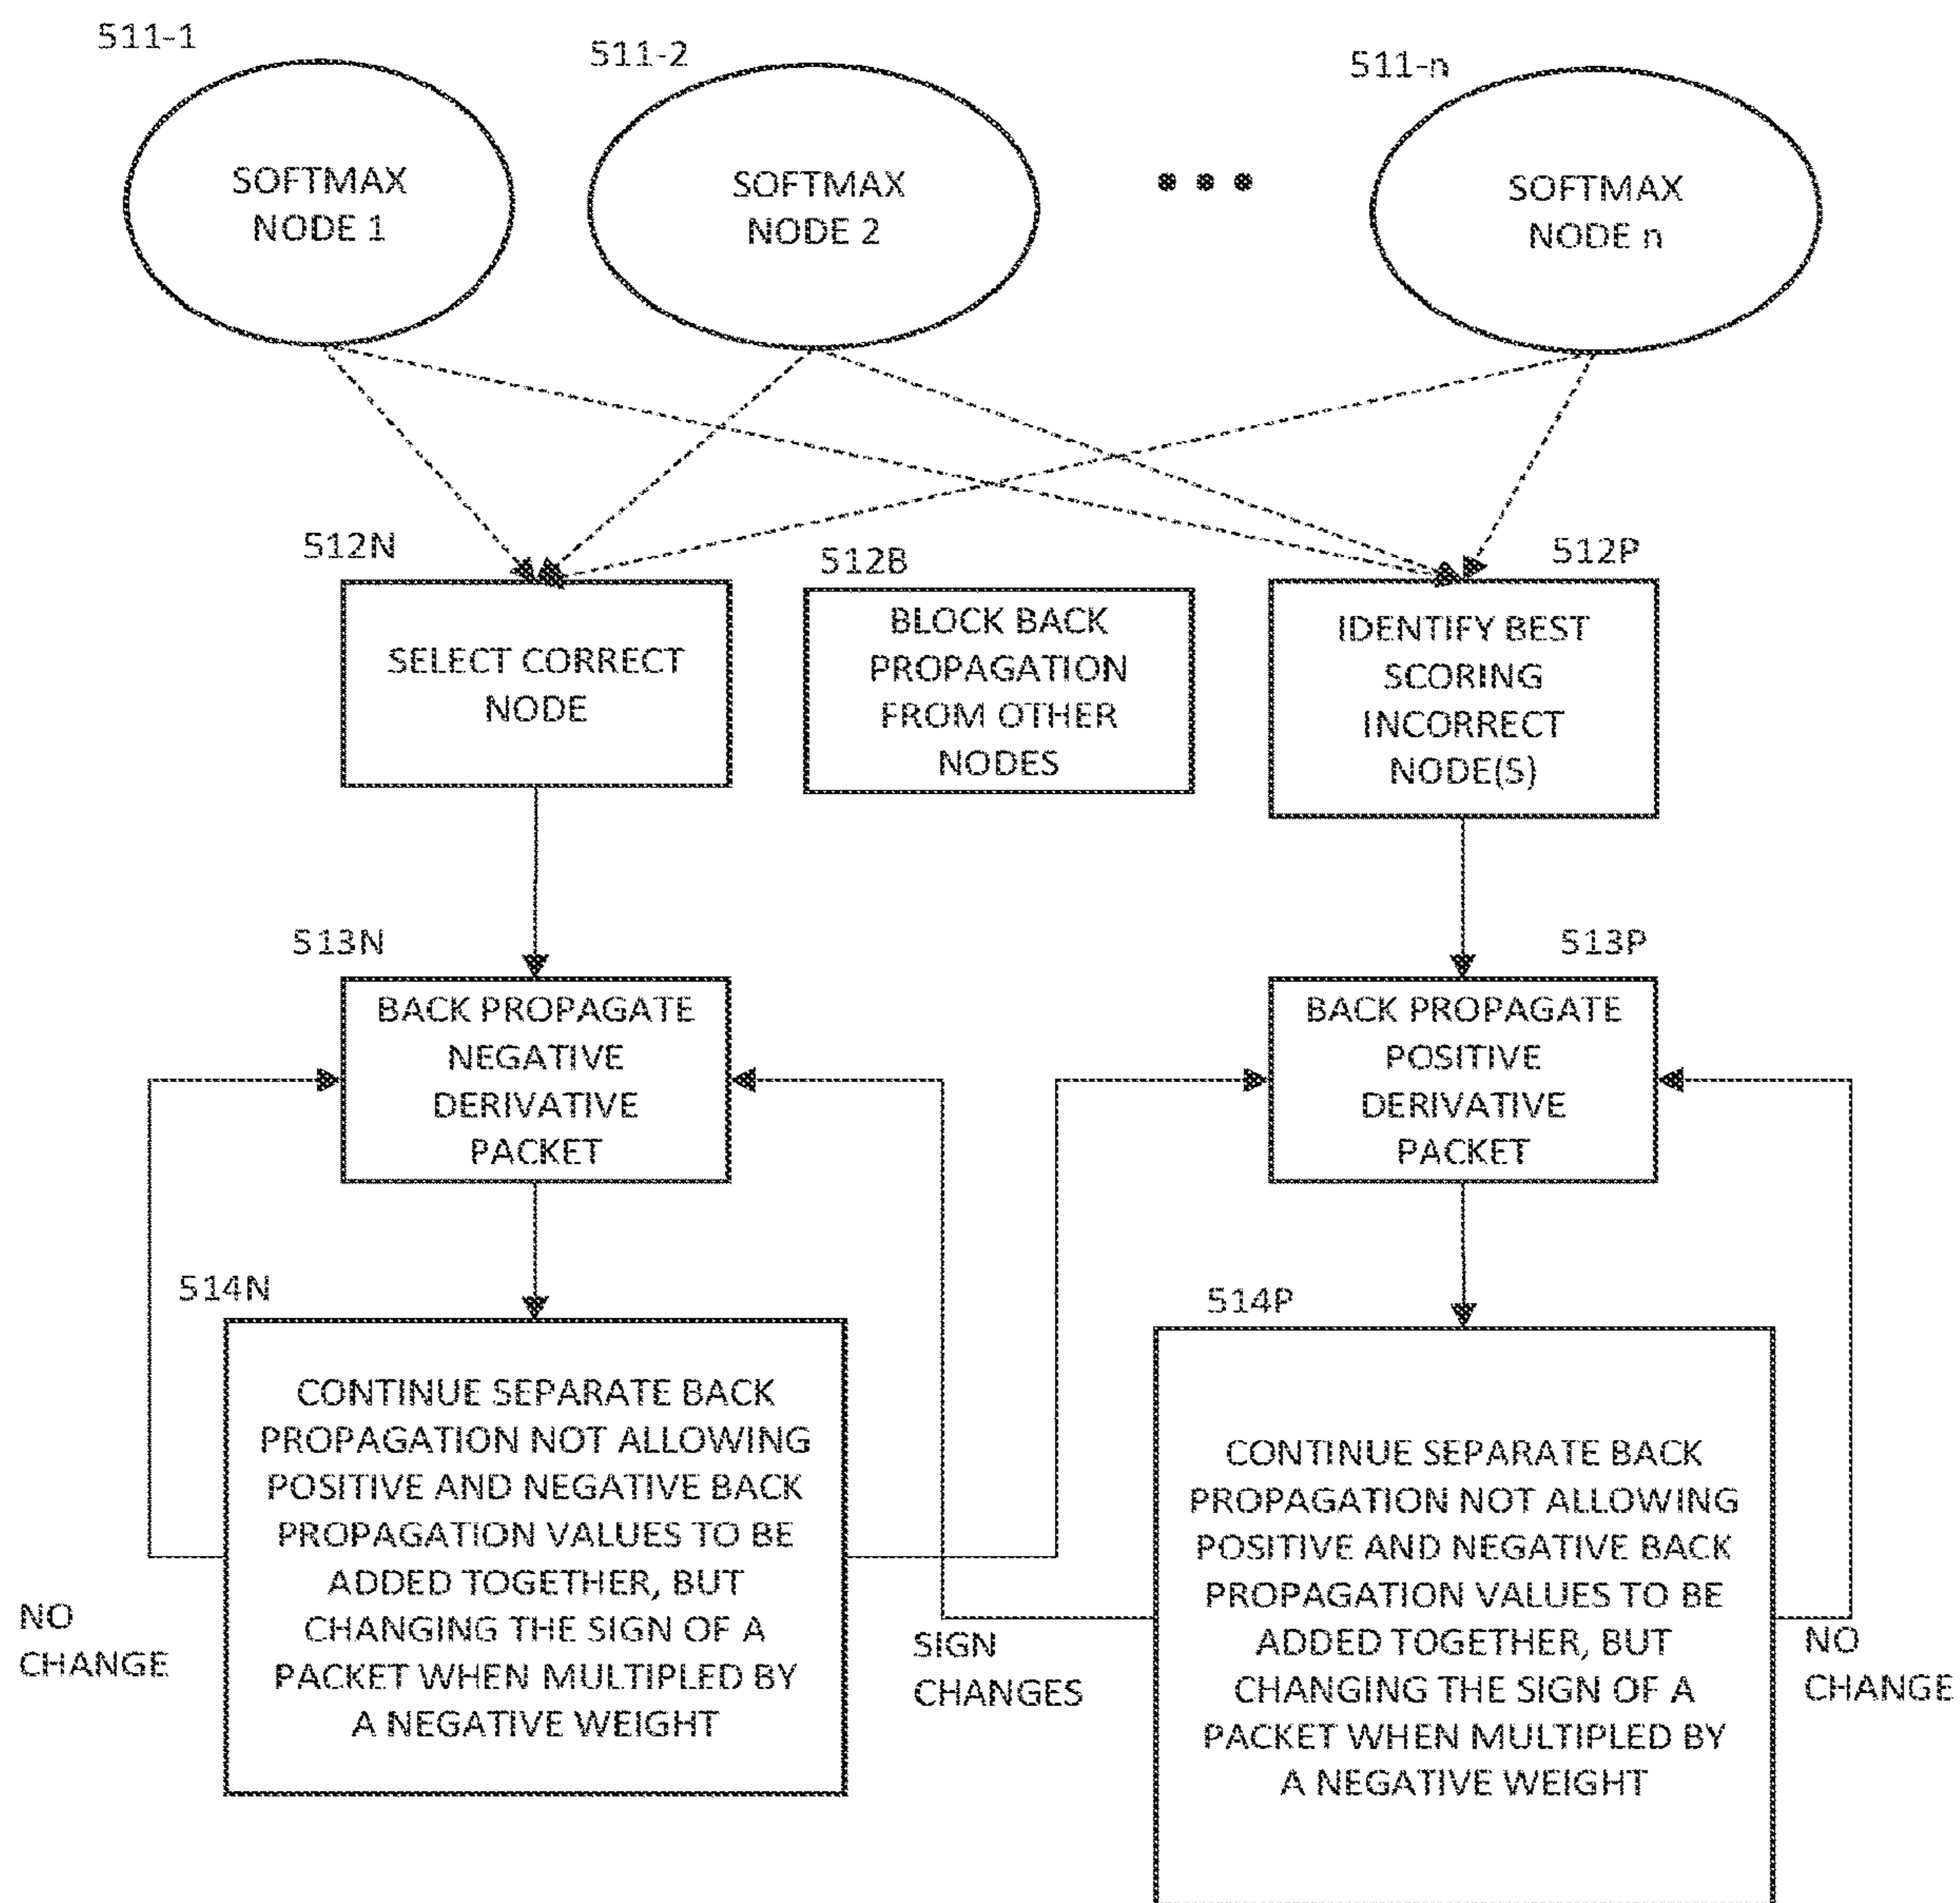 511-1
511-2
511-n
SOFTMAX
NODE 1
SOFTMAX
NODE 2
SOFTMAX
NODE n
512N
SELECT CORRECT
NODE
512B
BLOCK BACK
PROPAGATION
FROM OTHER
NODES
512P
IDENTIFY BEST
SCORING
INCORRECT
NODE(S)
513N
BACK PROPAGATE
NEGATIVE
DERIVATIVE
PACKET
513P
BACK PROPAGATE
POSITIVE
DERIVATIVE
PACKET
514N
CONTINUE SEPARATE BACK
PROPAGATION NOT ALLOWING
POSITIVE AND NEGATIVE BACK
PROPAGATION VALUES TO BE
ADDED TOGETHER, BUT
CHANGING THE SIGN OF A
PACKET WHEN MULTIPLED BY
A NEGATIVE WEIGHT
NO
CHANGE
SIGN
CHANGES
514P
CONTINUE SEPARATE BACK
PROPAGATION NOT ALLOWING
POSITIVE AND NEGATIVE BACK
PROPAGATION VALUES TO BE
ADDED TOGETHER, BUT
CHANGING THE SIGN OF A
PACKET WHEN MULTIPLED BY
A NEGATIVE WEIGHT
NO
CHANGE